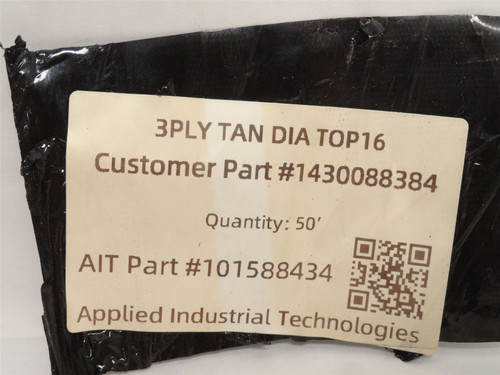 3PLY TAN DIA TOP16
Customer Part #1430088384
Quantity: 50'
AIT Part #101588434
Applied Industrial Technologies